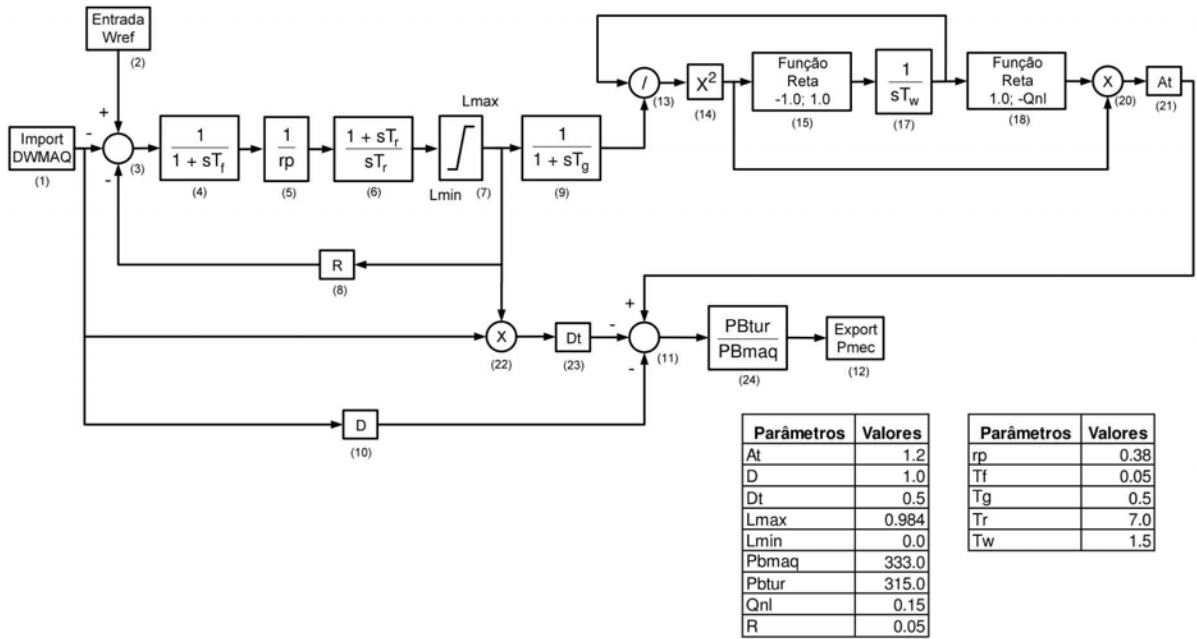 Entrada
Wref
(2)
+
Import
DWMAQ
(1)
-
-
(3)
1
1 + sTf
(4)
1
rp
(5)
1 + sTr
sTr
(6)
Lmax
Lmin
(7)
1
1 + sTg
(9)
/
(13)
X²
(14)
Função
Reta
-1.0; 1.0
(15)
1
sTw
(17)
Função
Reta
1.0; -Qnl
(18)
X
(20)
At
(21)
R
(8)
X
(22)
Dt
(23)
+
-
-
(11)
PBtur
PBmaq
(24)
Export
Pmec
(12)
D
(10)
Parâmetros Valores
At 1.2
D 1.0
Dt 0.5
Lmax 0.984
Lmin 0.0
Pbmaq 333.0
Pbtur 315.0
Qnl 0.15
R 0.05
Parâmetros Valores
rp 0.38
Tf 0.05
Tg 0.5
Tr 7.0
Tw 1.5